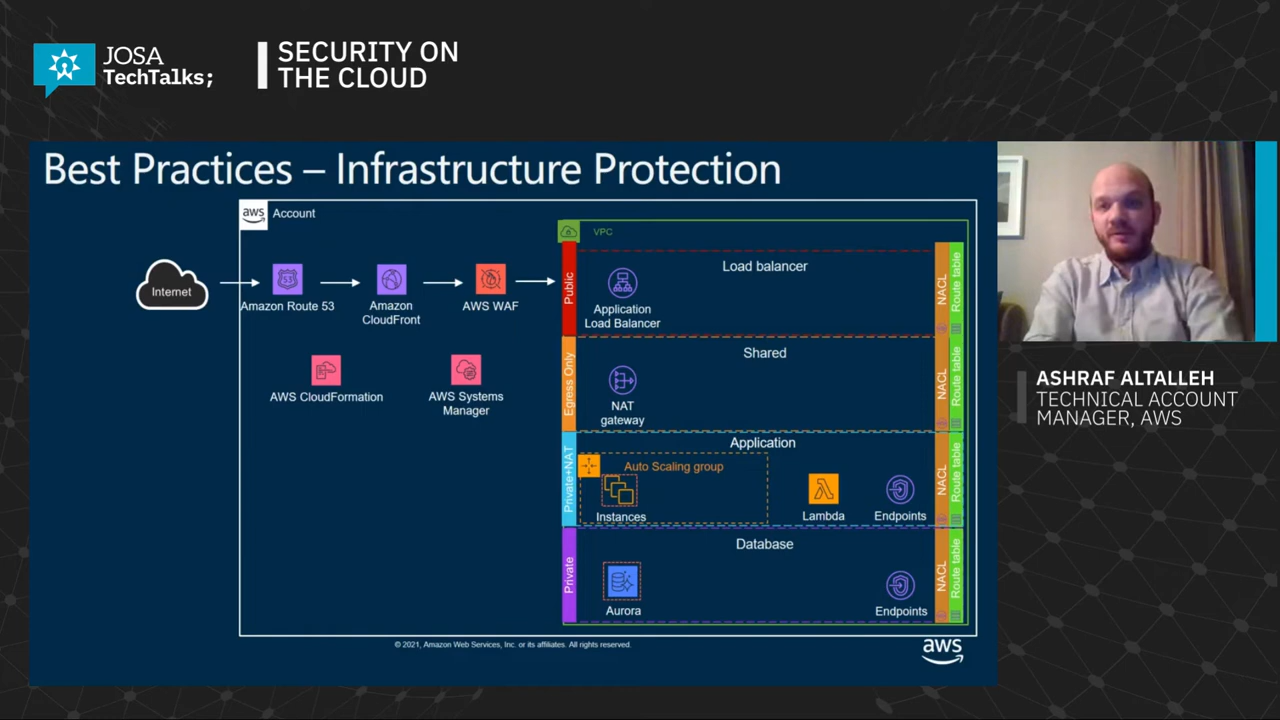 JOSA
TechTalks;
SECURITY ON
THE CLOUD
Best Practices – Infrastructure Protection
aws
Account
Internet
53
Amazon Route 53
Amazon
CloudFront
AWS WAF
AWS CloudFormation
AWS Systems
Manager
VPC
Public
Load balancer
Application
Load Balancer
NACL
Route table
Egress Only
Shared
NAT
gateway
NACL
Route table
Private+NAT
Application
Auto Scaling group
Instances
Lambda
Endpoints
NACL
Route table
Private
Database
Aurora
Endpoints
NACL
Route table
© 2021, Amazon Web Services, Inc. or its affiliates. All rights reserved.
aws
ASHRAF ALTALLEH
TECHNICAL ACCOUNT
MANAGER, AWS